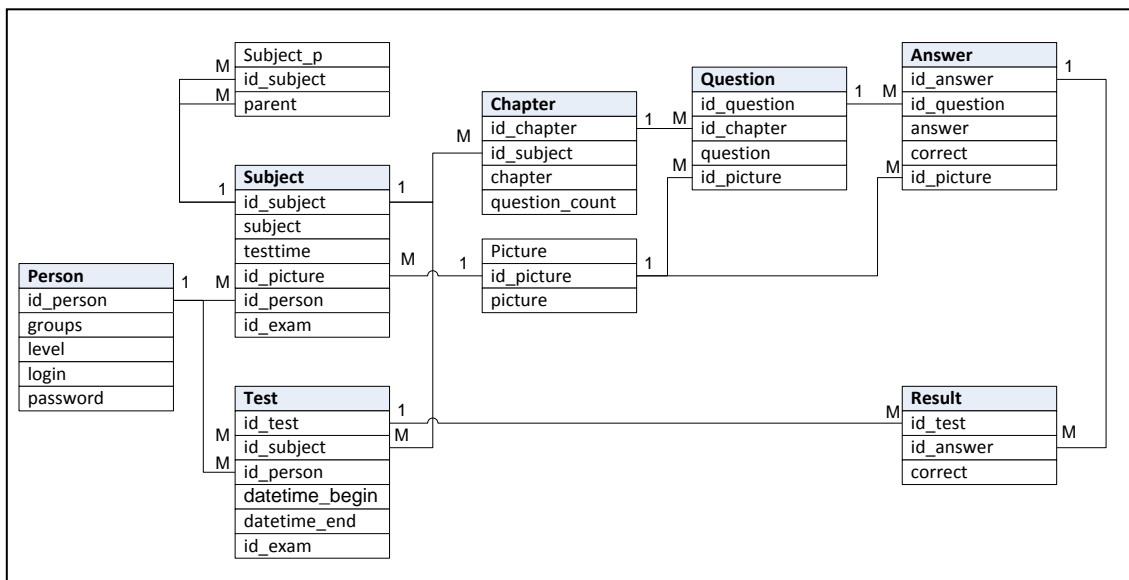 Subject_p
id_subject
parent
M
M
1
Subject
id_subject
subject
testtime
id_picture
id_person
id_exam
1
M
M
Person
id_person
groups
level
login
password
1
Test
id_test
id_subject
id_person
datetime_begin
datetime_end
id_exam
M
M
1
M
Chapter
id_chapter
id_subject
chapter
question_count
M
1
Picture
id_picture
picture
1
1
Question
id_question
id_chapter
question
id_picture
M
M
1
Answer
id_answer
id_question
answer
correct
id_picture
M
M
1
Result
id_test
id_answer
correct
M
M